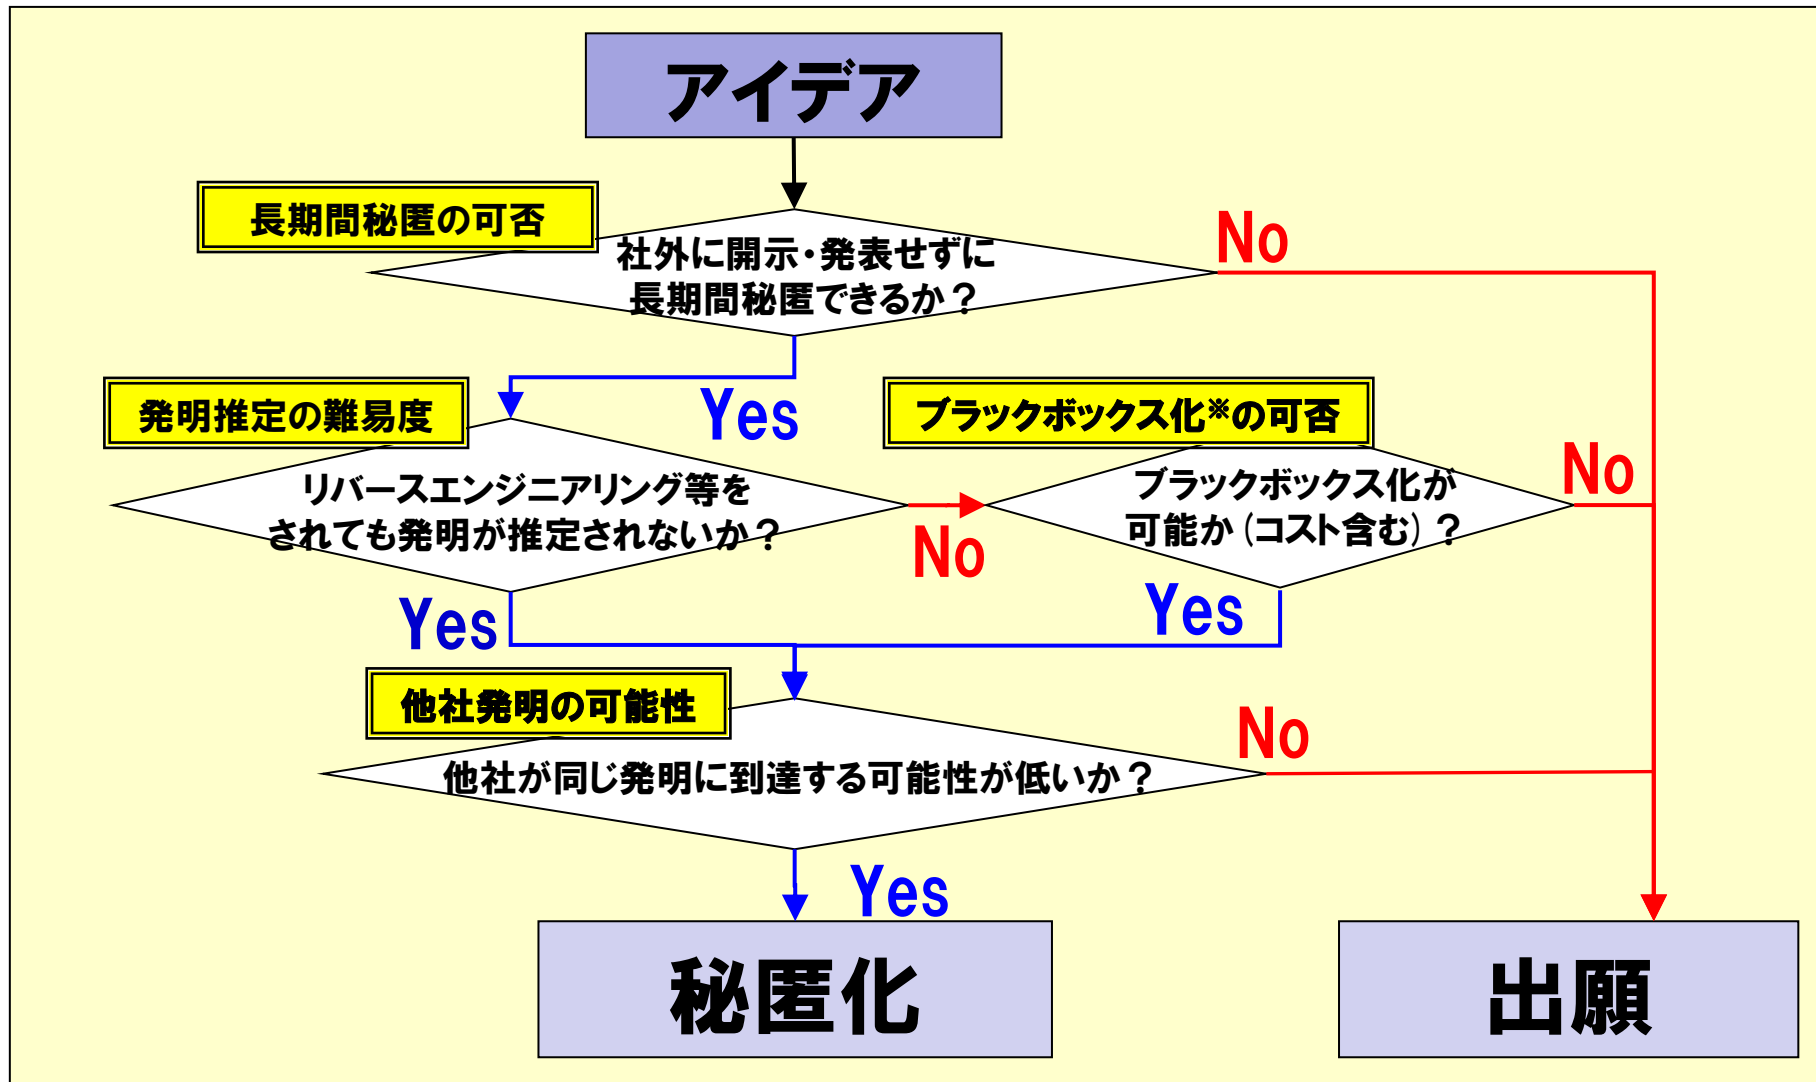 アイデア
長期間秘匿の可否
社外に開示・発表せずに
長期間秘匿できるか？
No
Yes
発明推定の難易度
リバースエンジニアリング等を
されても発明が推定されないか？
No
ブラックボックス化※の可否
ブラックボックス化が
可能か(コスト含む)？
No
Yes
Yes
他社発明の可能性
他社が同じ発明に到達する可能性が低いか？
No
Yes
秘匿化
出願